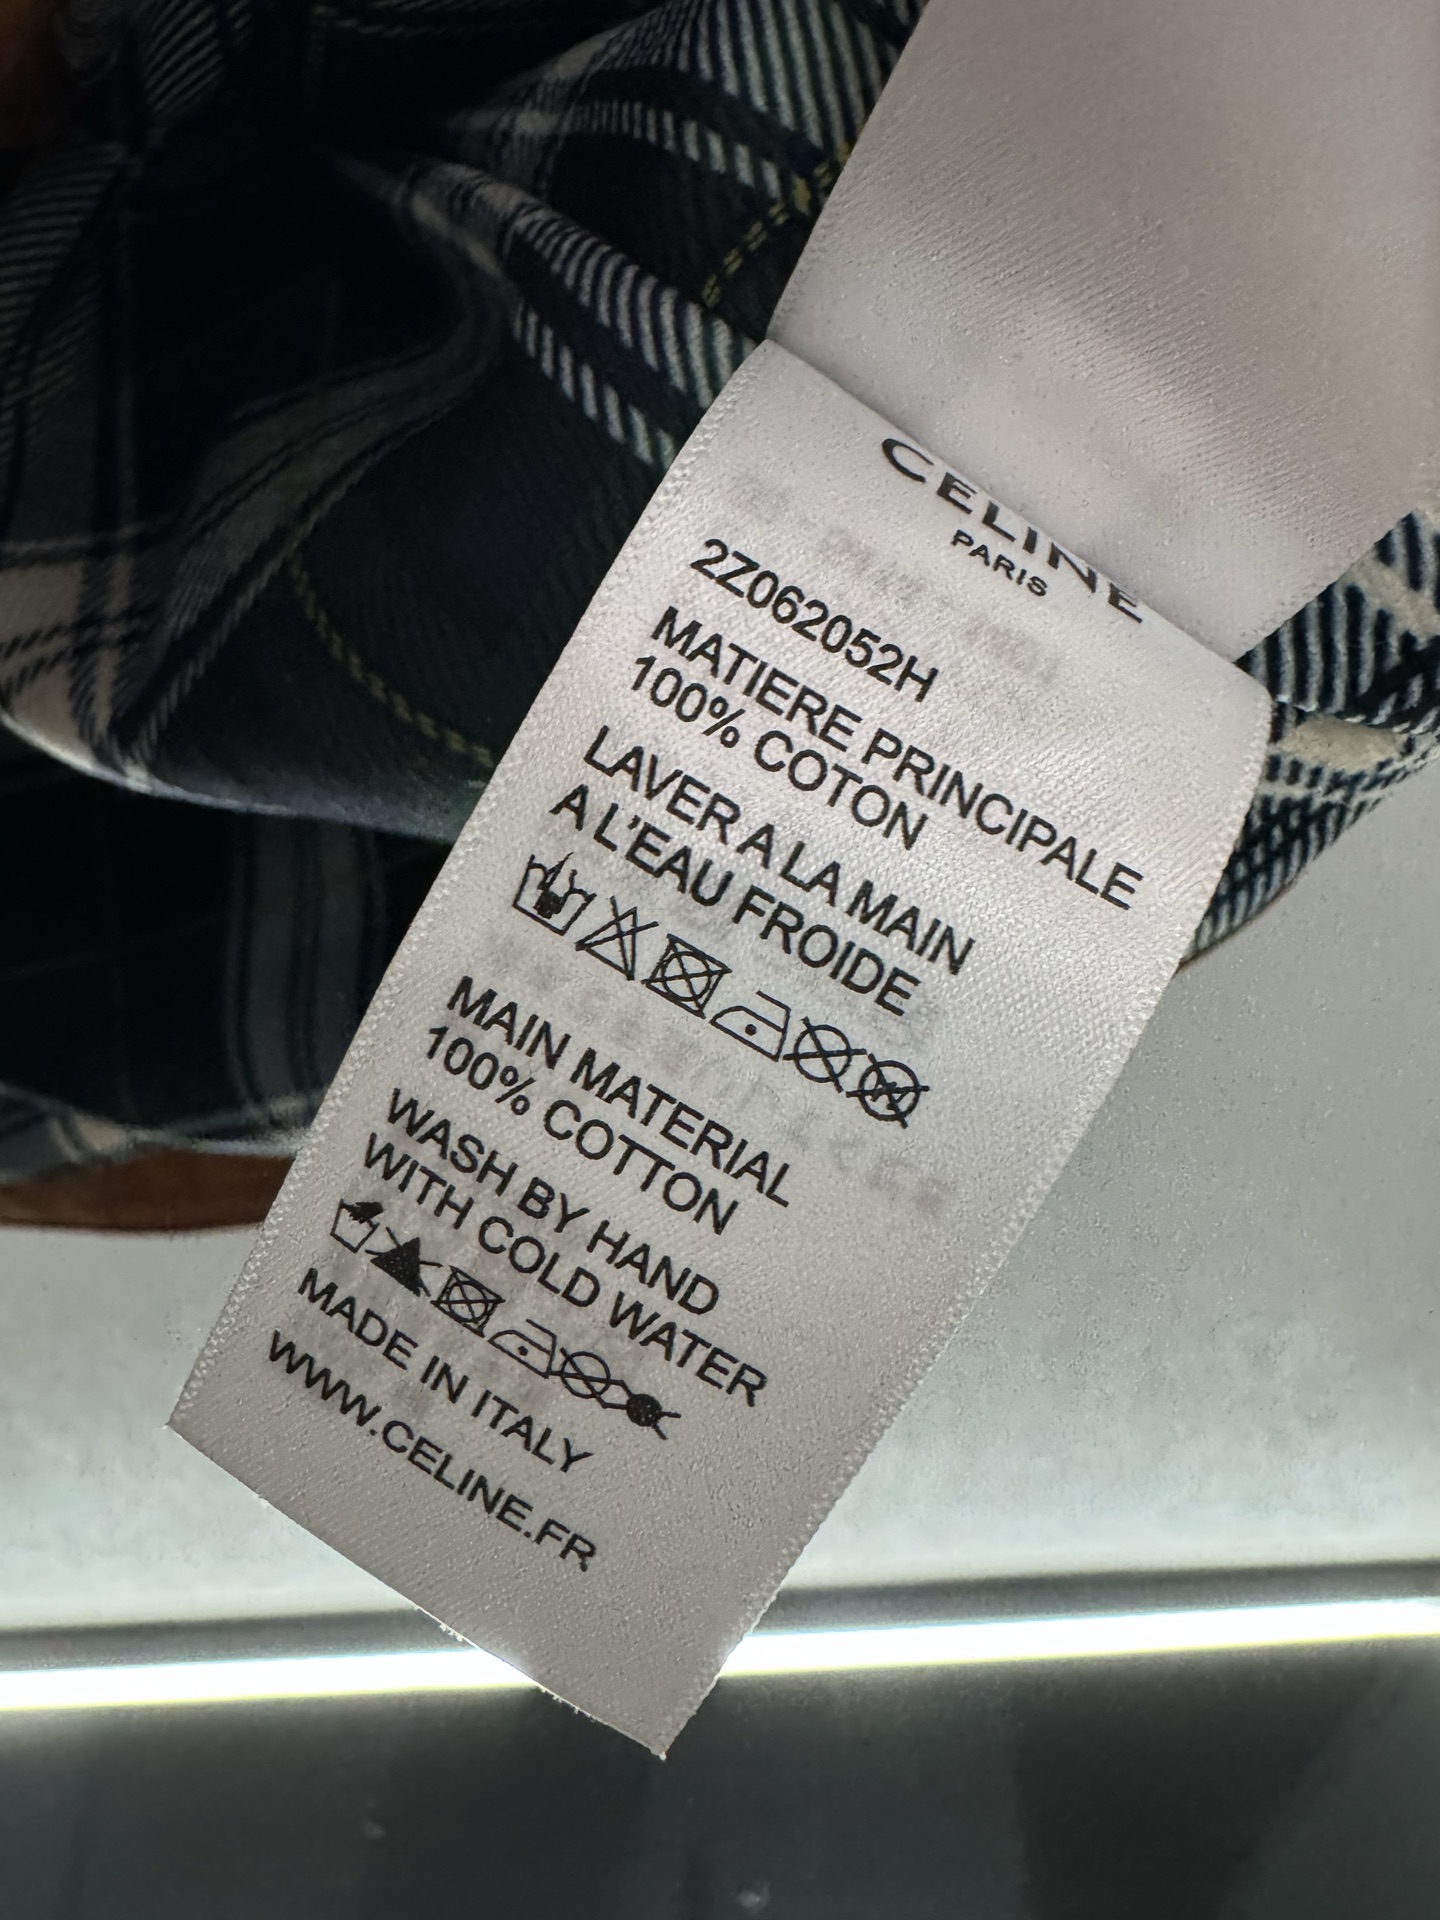 CELINE
PARIS
2Z062052H
MATIERE PRINCIPALE
100% COTON
LAVER A LA MAIN
A L'EAU FROIDE
MAIN MATERIAL
100% COTTON
WASH BY HAND
WITH COLD WATER
MADE IN ITALY
WWW.CELINE.FR